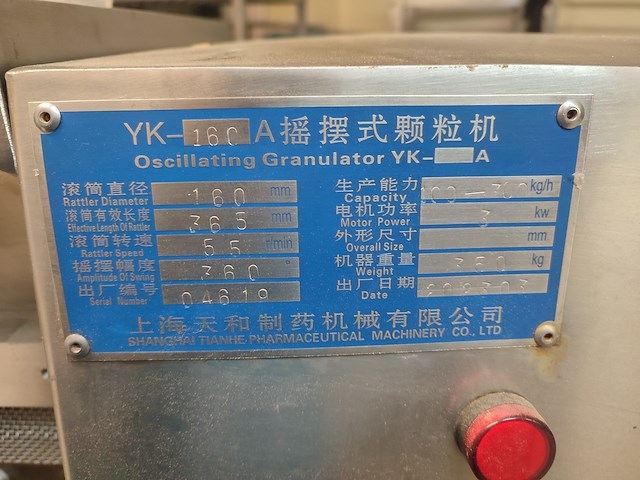 YK-160A摇摆式颗粒机
Oscillating Granulator YK- A
滚筒直径 160 mm
Rattler Diameter
滚筒有效长度 365 mm
Effective Length Of Rattler
滚筒转速 55 r/min
Rattler Speed
摇摆幅度 360°
Amplitude Of Swing
出厂编号 04619
Serial Number
生产能力 kg/h
Capacity
电机功率 3 kw
Motor Power
外形尺寸 mm
Overall Size
机器重量 350 kg
Weight
出厂日期
Date
上海天和制药机械有限公司
SHANGHAI TIANHE PHARMACEUTICAL MACHINERY CO., LTD